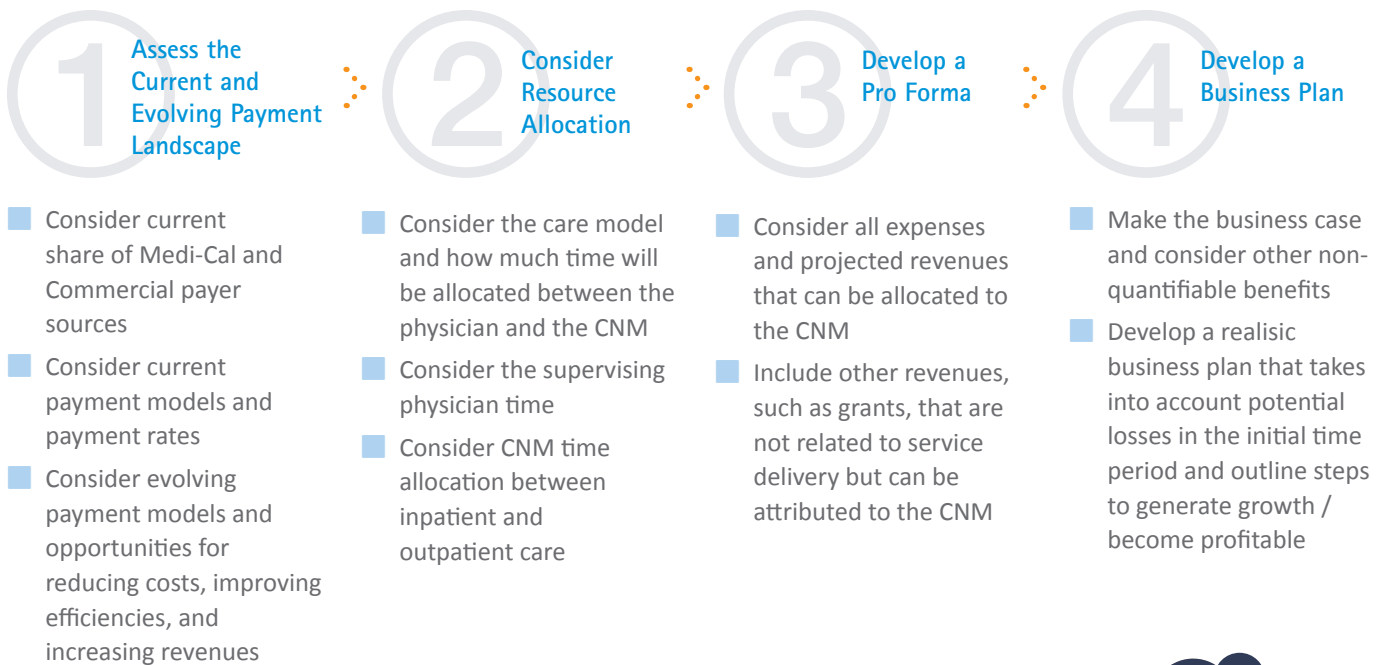 1
Assess the
Current and
Evolving Payment
Landscape
Consider current
share of Medi-Cal and
Commercial payer
sources
Consider current
payment models and
payment rates
Consider evolving
payment models and
opportunities for
reducing costs, improving
efficiencies, and
increasing revenues
2
Consider
Resource
Allocation
Consider the care model
and how much time will
be allocated between the
physician and the CNM
Consider the supervising
physician time
Consider CNM time
allocation between
inpatient and
outpatient care
3
Develop a
Pro Forma
Consider all expenses
and projected revenues
that can be allocated to
the CNM
Include other revenues,
such as grants, that are
not related to service
delivery but can be
attributed to the CNM
4
Develop a
Business Plan
Make the business case
and consider other non-
quantifiable benefits
Develop a realisic
business plan that takes
into account potential
losses in the initial time
period and outline steps
to generate growth /
become profitable